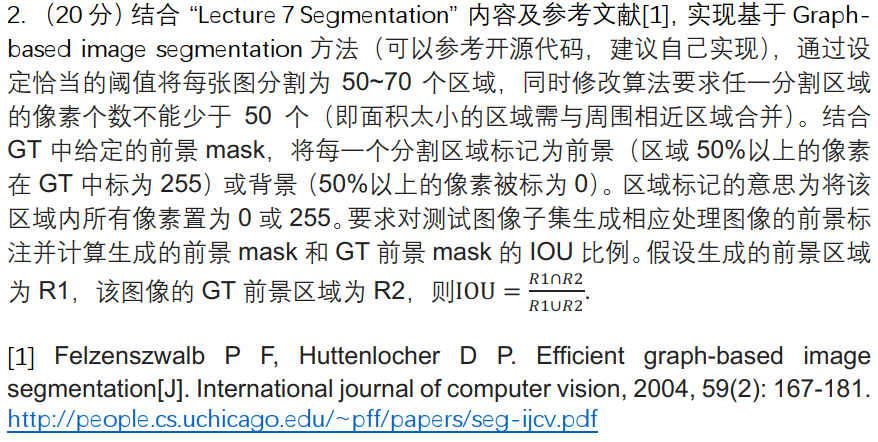 2. （20 分）结合 “Lecture 7 Segmentation” 内容及参考文献[1], 实现基于 Graph-
based image segmentation 方法（可以参考开源代码，建议自己实现），通过设
定恰当的阈值将每张图分割为 50~70 个区域，同时修改算法要求任一分割区域
的像素个数不能少于 50 个（即面积太小的区域需与周围相近区域合并）。结合
GT 中给定的前景 mask，将每一个分割区域标记为前景（区域 50%以上的像素
在 GT 中标为 255）或背景（50%以上的像素被标为 0）。区域标记的意思为将该
区域内所有像素置为 0 或 255。要求对测试图像子集生成相应处理图像的前景标
注并计算生成的前景 mask 和 GT 前景 mask 的 IOU 比例。假设生成的前景区域
为 R1，该图像的 GT 前景区域为 R2，则IOU = R1∩R2/R1∪R2.
[1] Felzenszwalb P F, Huttenlocher D P. Efficient graph-based image
segmentation[J]. International journal of computer vision, 2004, 59(2): 167-181.
http://people.cs.uchicago.edu/~pff/papers/seg-ijcv.pdf